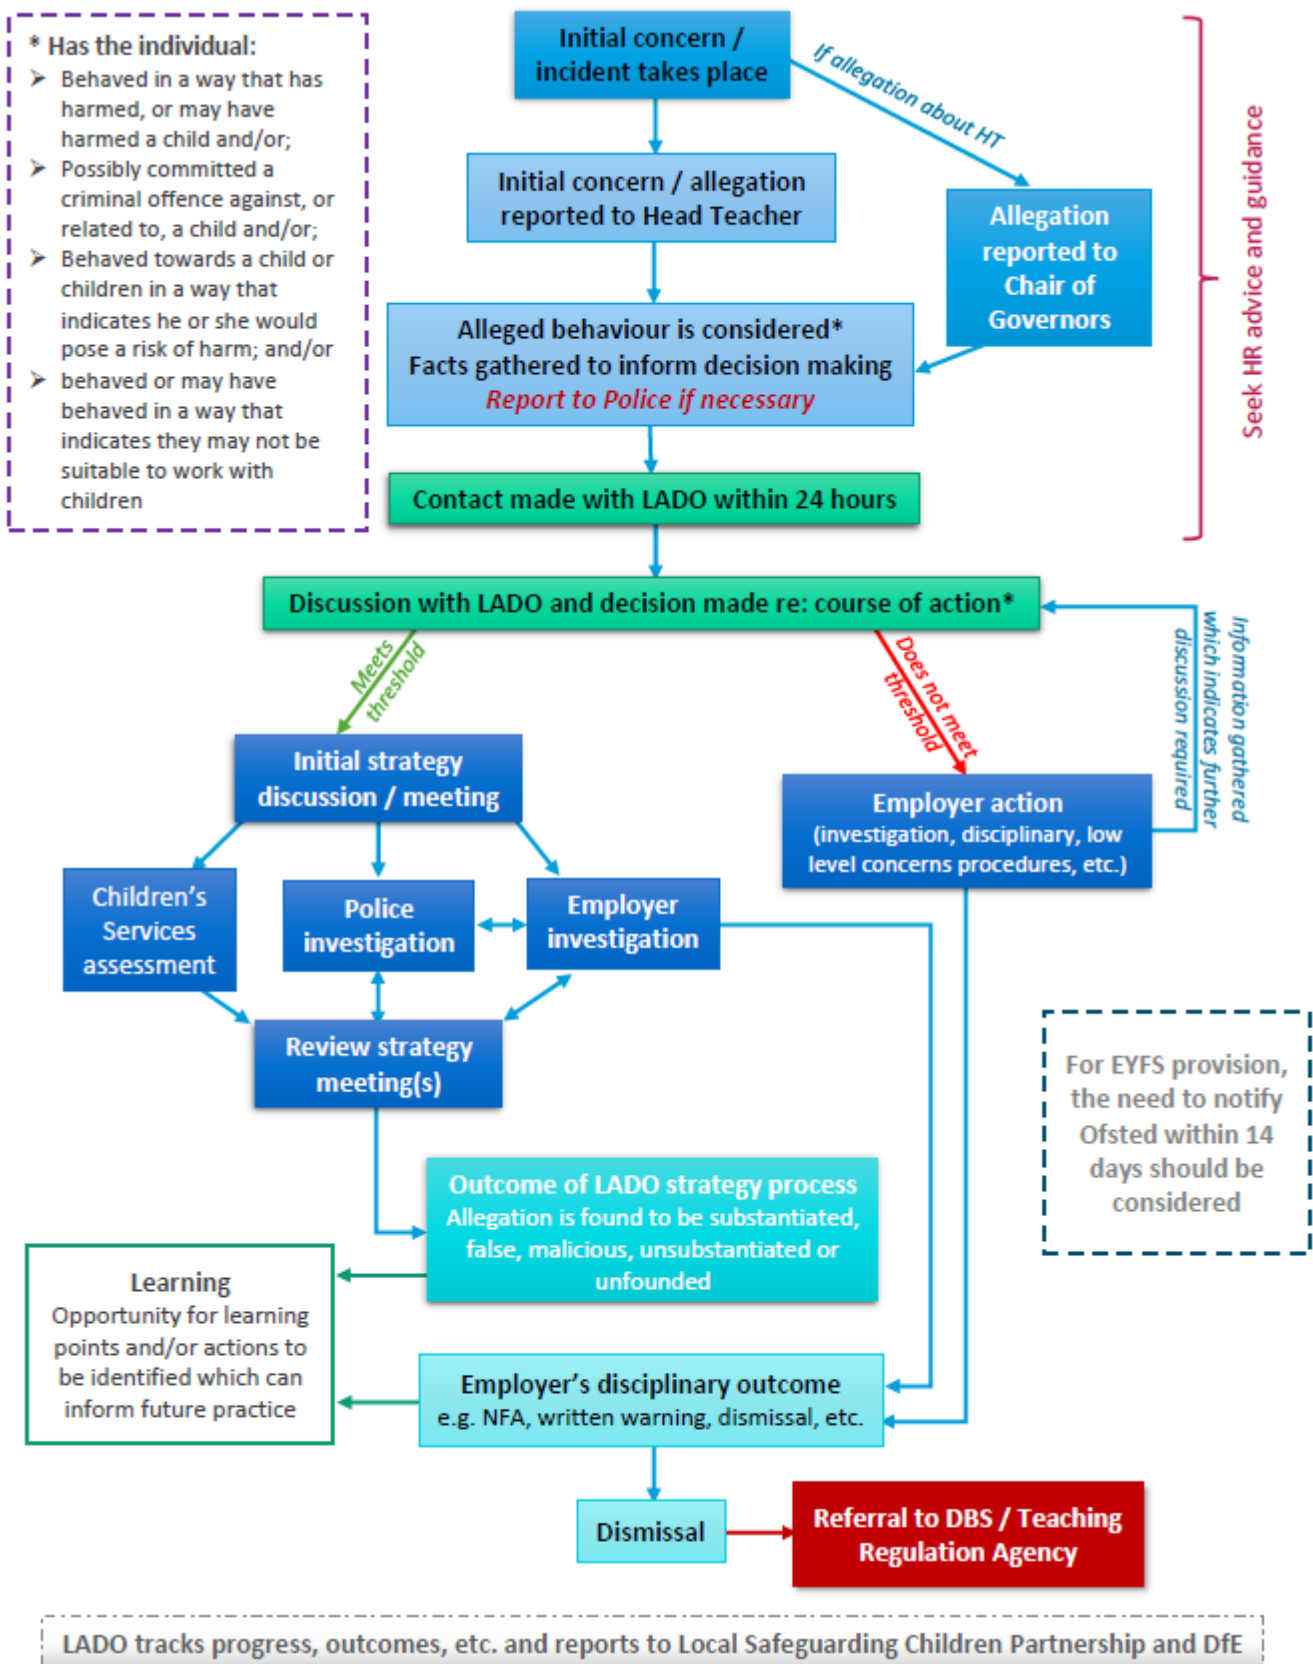 * Has the individual:
➤ Behaved in a way that has
harmed, or may have
harmed a child and/or;
➤ Possibly committed a
criminal offence against, or
related to, a child and/or;
➤ Behaved towards a child or
children in a way that
indicates he or she would
pose a risk of harm; and/or
➤ behaved or may have
behaved in a way that
indicates they may not be
suitable to work with
children
Initial concern /
incident takes place
If allegation about HT
Initial concern / allegation
reported to Head Teacher
Allegation
reported to
Chair of
Governors
Seek HR advice and guidance
Alleged behaviour is considered*
Facts gathered to inform decision making
Report to Police if necessary
Contact made with LADO within 24 hours
Discussion with LADO and decision made re: course of action*
Meets
threshold
Does not meet
threshold
Information gathered
which indicates further
discussion required
Initial strategy
discussion / meeting
Employer action
(investigation, disciplinary, low
level concerns procedures, etc.)
Children's
Services
assessment
Police
investigation
Employer
investigation
Review strategy
meeting(s)
For EYFS provision,
the need to notify
Ofsted within 14
days should be
considered
Outcome of LADO strategy process
Allegation is found to be substantiated,
false, malicious, unsubstantiated or
unfounded
Learning
Opportunity for learning
points and/or actions to
be identified which can
inform future practice
Employer's disciplinary outcome
e.g. NFA, written warning, dismissal, etc.
Dismissal
Referral to DBS / Teaching
Regulation Agency
LADO tracks progress, outcomes, etc. and reports to Local Safeguarding Children Partnership and DfE